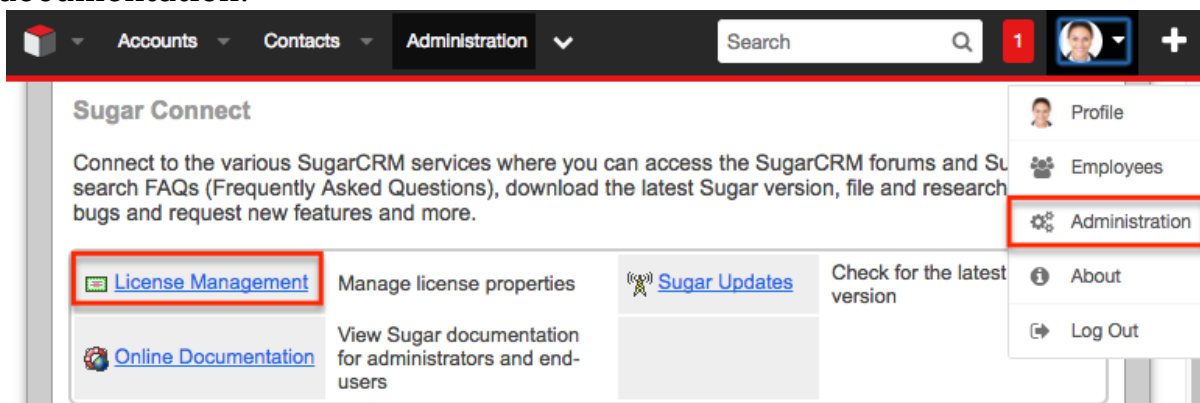 documentation.
Accounts Contacts Administration Search 1
Sugar Connect
Connect to the various SugarCRM services where you can access the SugarCRM forums and Su
search FAQs (Frequently Asked Questions), download the latest Sugar version, file and research
bugs and request new features and more.
License Management Manage license properties Sugar Updates Check for the latest
version
Online Documentation View Sugar documentation
for administrators and end-
users
Profile
Employees
Administration
About
Log Out